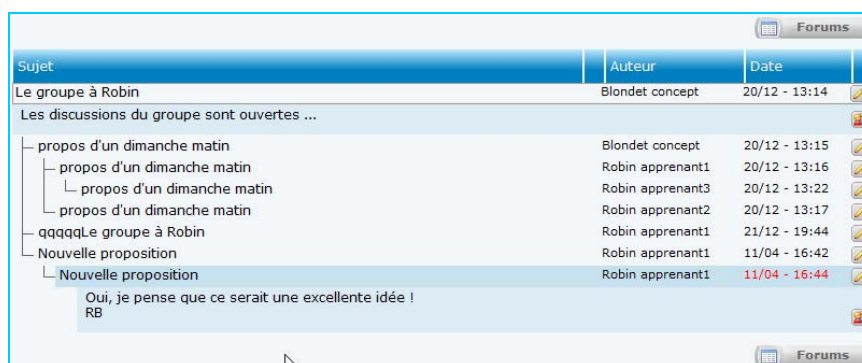 Forums
Sujet Auteur Date
Le groupe à Robin Blondet concept 20/12 - 13:14
Les discussions du groupe sont ouvertes ...
propos d'un dimanche matin Blondet concept 20/12 - 13:15
propos d'un dimanche matin Robin apprenant1 20/12 - 13:16
propos d'un dimanche matin Robin apprenant3 20/12 - 13:22
propos d'un dimanche matin Robin apprenant2 20/12 - 13:17
qqqqqLe groupe à Robin Robin apprenant1 21/12 - 19:44
Nouvelle proposition Robin apprenant1 11/04 - 16:42
Nouvelle proposition Robin apprenant1 11/04 - 16:44
Oui, je pense que ce serait une excellente idée !
RB
Forums